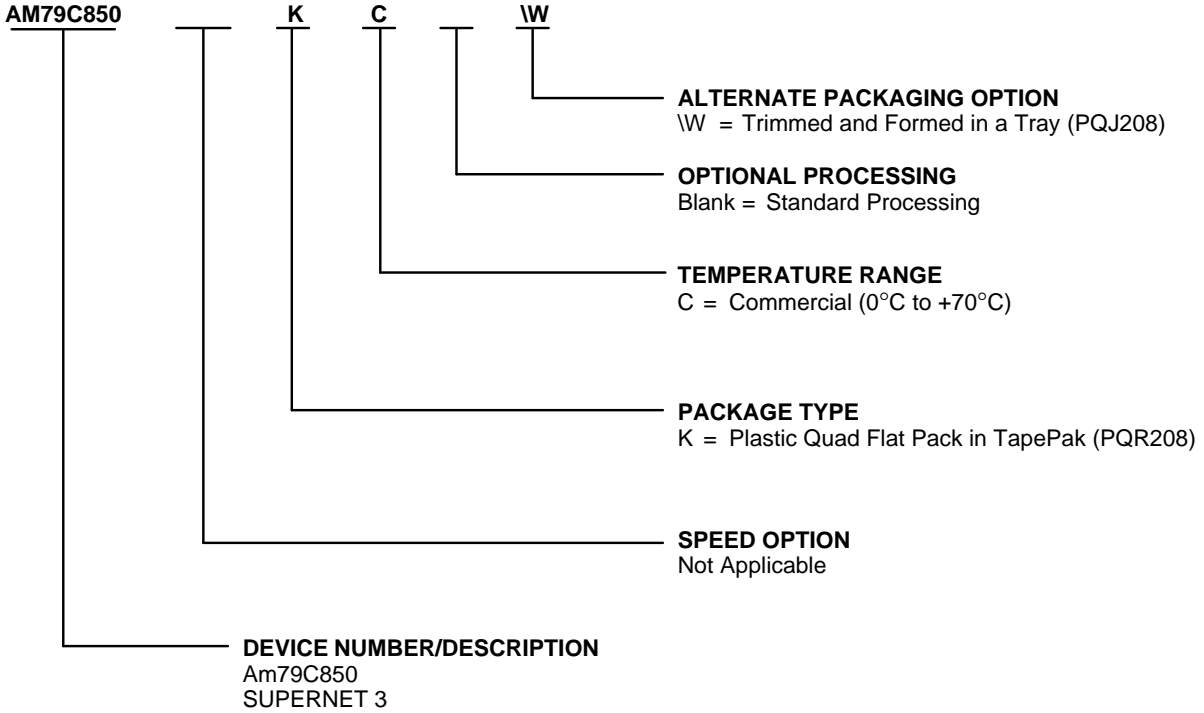 AM79C850 K C \W
ALTERNATE PACKAGING OPTION
\W = Trimmed and Formed in a Tray (PQJ208)
OPTIONAL PROCESSING
Blank = Standard Processing
TEMPERATURE RANGE
C = Commercial (0°C to +70°C)
PACKAGE TYPE
K = Plastic Quad Flat Pack in TapePak (PQR208)
SPEED OPTION
Not Applicable
DEVICE NUMBER/DESCRIPTION
Am79C850
SUPERNET 3